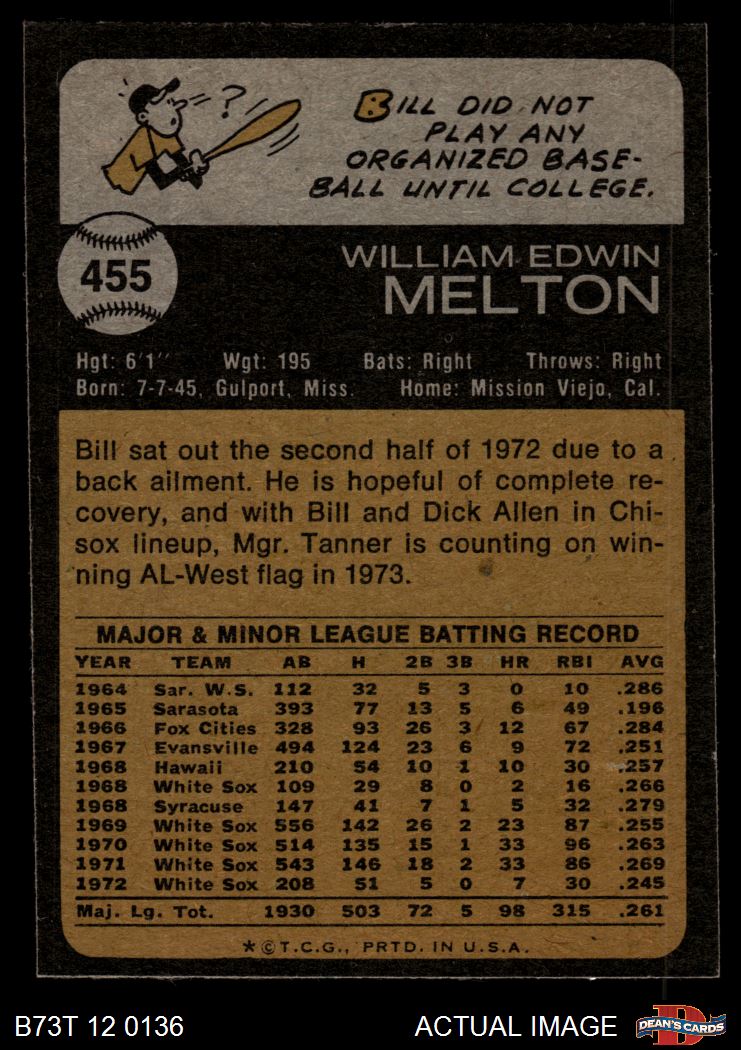 ?
BILL DID NOT
PLAY ANY
ORGANIZED BASE-
BALL UNTIL COLLEGE.
455
WILLIAM EDWIN
MELTON
Hgt: 6'1" Wgt: 195 Bats: Right Throws: Right
Born: 7-7-45, Gulport, Miss. Home: Mission Viejo, Cal.
Bill sat out the second half of 1972 due to a
back ailment. He is hopeful of complete re-
covery, and with Bill and Dick Allen in Chi-
sox lineup, Mgr. Tanner is counting on win-
ning AL-West flag in 1973.
MAJOR & MINOR LEAGUE BATTING RECORD
YEAR TEAM AB H 2B 3B HR RBI AVG
1964 Sar. W.S. 112 32 5 3 0 10 .286
1965 Sarasota 393 77 13 5 6 49 .196
1966 Fox Cities 328 93 26 3 12 67 .284
1967 Evansville 494 124 23 6 9 72 .251
1968 Hawaii 210 54 10 1 10 30 .257
1968 White Sox 109 29 8 0 2 16 .266
1968 Syracuse 147 41 7 1 5 32 .279
1969 White Sox 556 142 26 2 23 87 .255
1970 White Sox 514 135 15 1 33 96 .263
1971 White Sox 543 146 18 2 33 86 .269
1972 White Sox 208 51 5 0 7 30 .245
Maj. Lg. Tot. 1930 503 72 5 98 315 .261
*©T.C.G., PRTD. IN U.S.A.
B73T 12 0136 ACTUAL IMAGE D DEAN'S CARDS